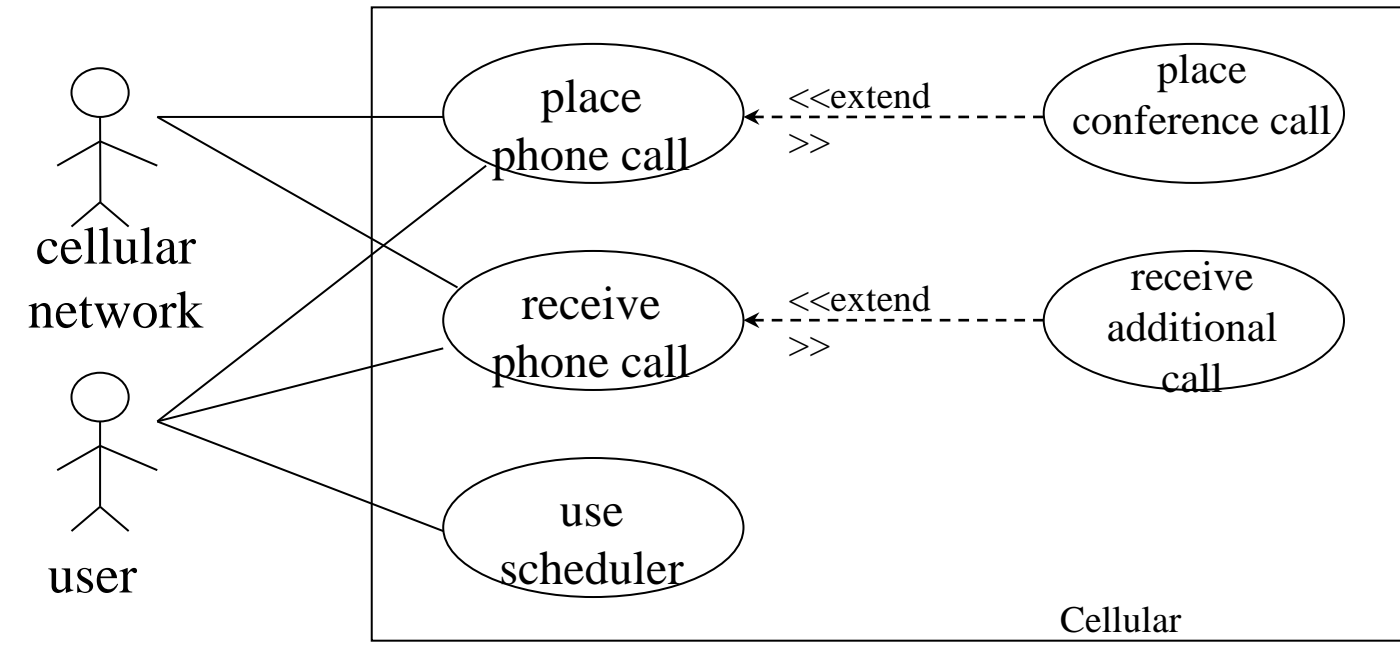 cellular
network
user
place
phone call
<<extend
>>
place
conference call
receive
phone call
<<extend
>>
receive
additional
call
use
scheduler
Cellular